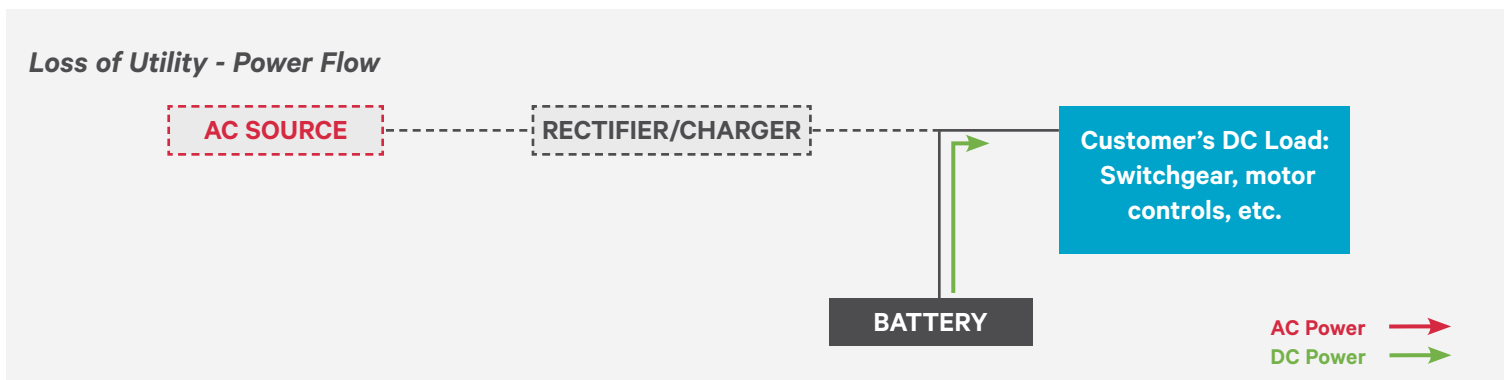 Loss of Utility - Power Flow
AC SOURCE
RECTIFIER/CHARGER
Customer’s DC Load:
Switchgear, motor
controls, etc.
BATTERY
AC Power
DC Power